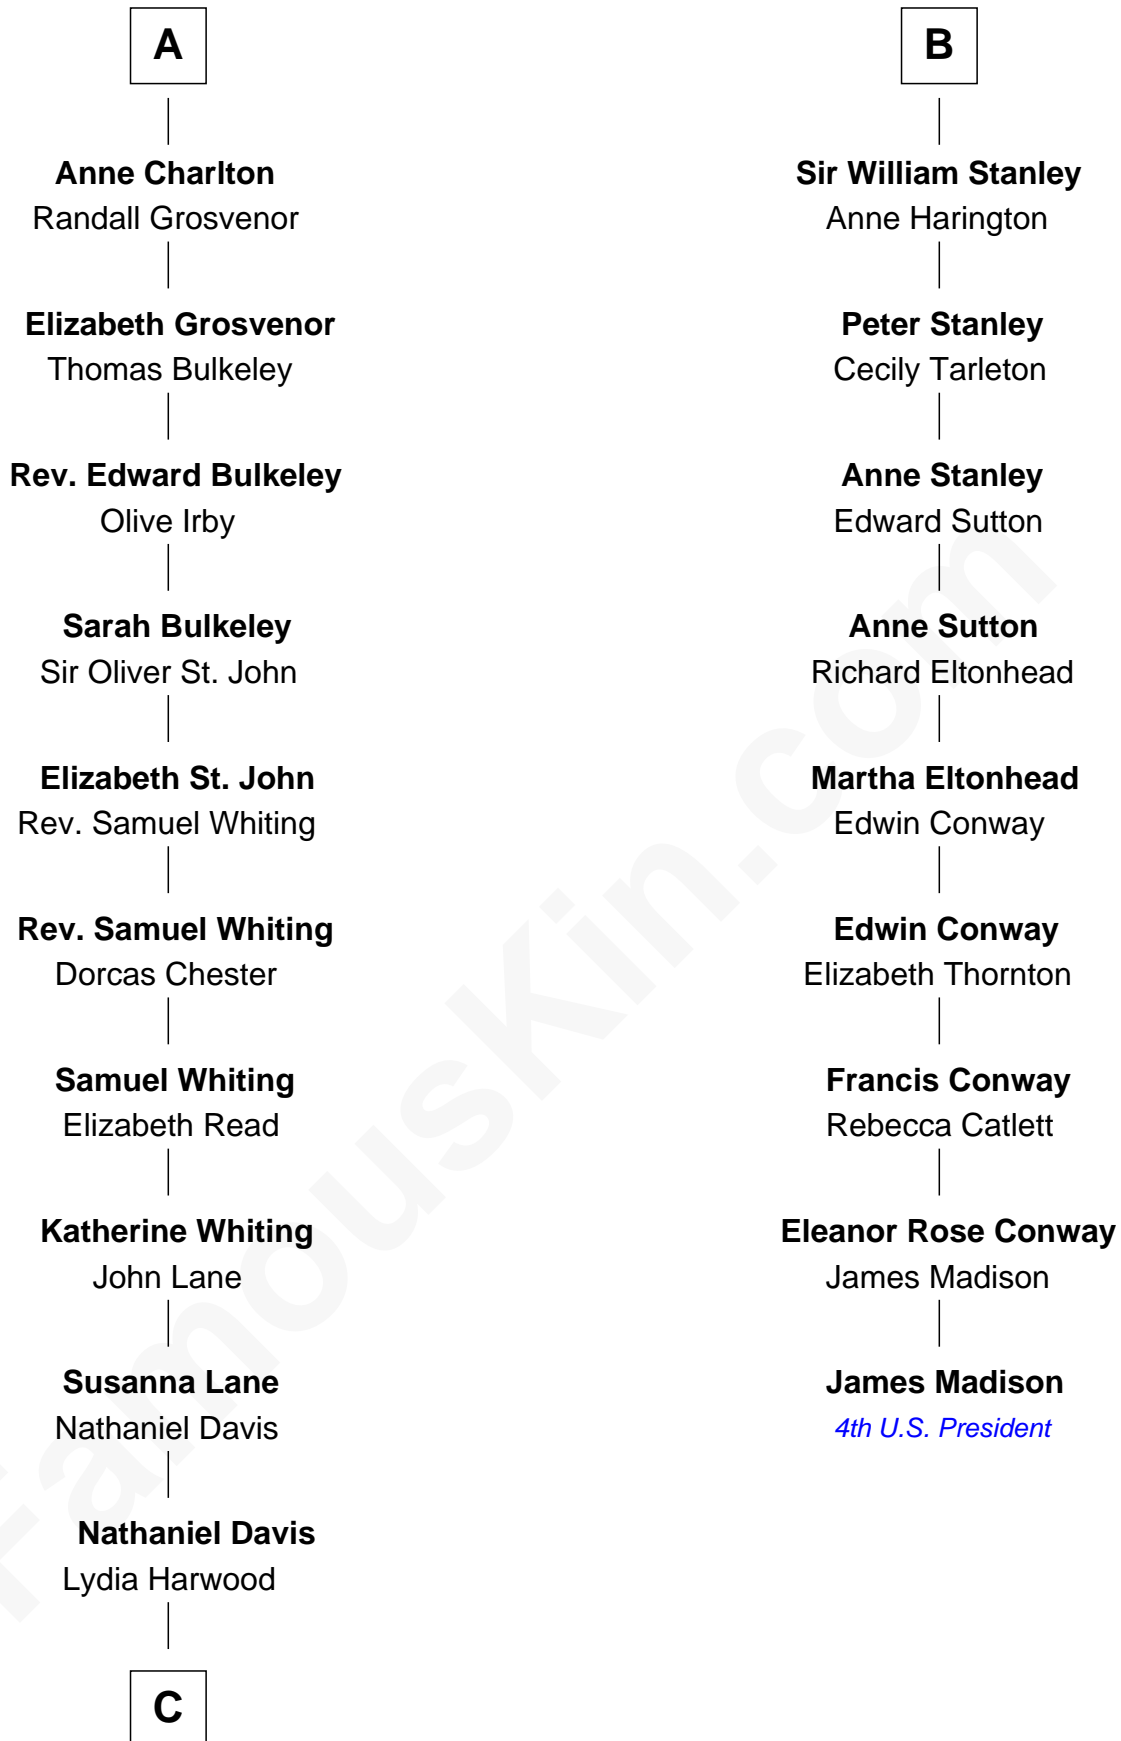 A
Anne Charlton
Randall Grosvenor
Elizabeth Grosvenor
Thomas Bulkeley
Rev. Edward Bulkeley
Olive Irby
Sarah Bulkeley
Sir Oliver St. John
Elizabeth St. John
Rev. Samuel Whiting
Rev. Samuel Whiting
Dorcas Chester
Samuel Whiting
Elizabeth Read
Katherine Whiting
John Lane
Susanna Lane
Nathaniel Davis
Nathaniel Davis
Lydia Harwood
C
B
Sir William Stanley
Anne Harington
Peter Stanley
Cecily Tarleton
Anne Stanley
Edward Sutton
Anne Sutton
Richard Eltonhead
Martha Eltonhead
Edwin Conway
Edwin Conway
Elizabeth Thornton
Francis Conway
Rebecca Catlett
Eleanor Rose Conway
James Madison
James Madison
4th U.S. President
FamousKin.com